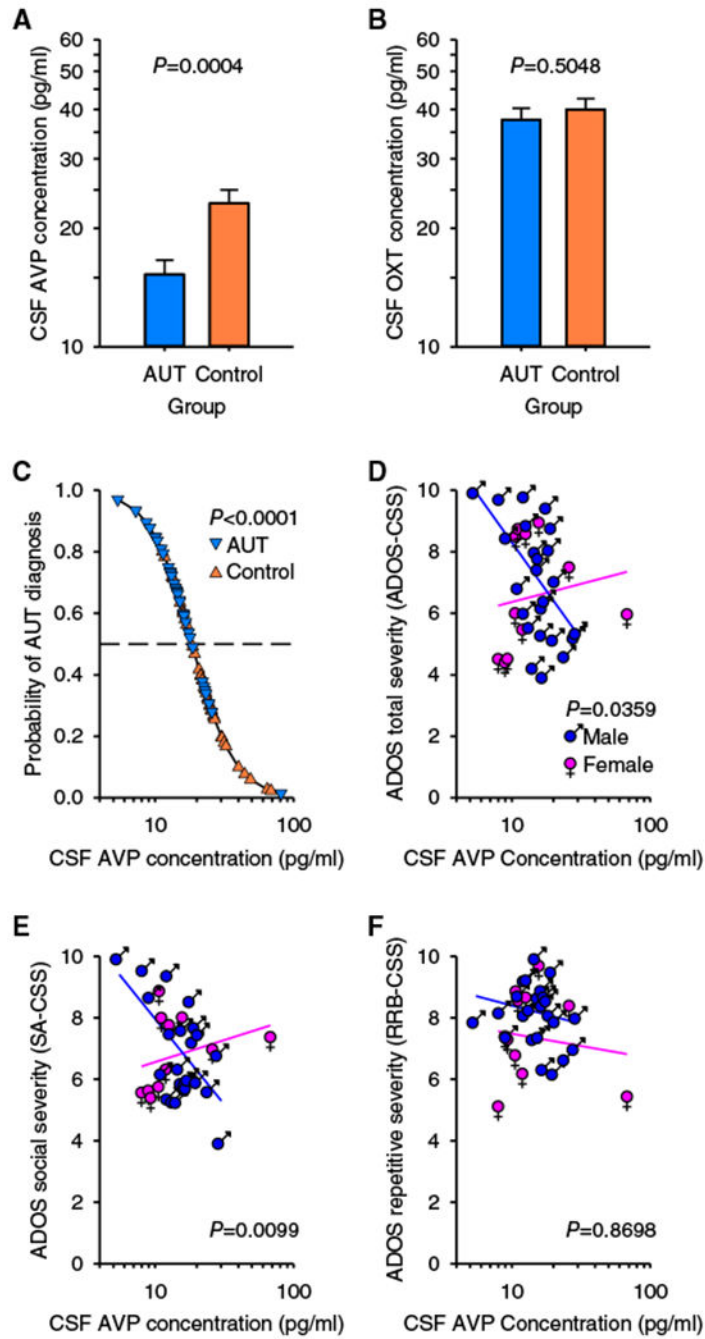 A
CSF AVP concentration (pg/ml)
60
50
40
30
20
10
P=0.0004
AUT Control
Group
B
CSF OXT concentration (pg/ml)
60
50
40
30
20
10
P=0.5048
AUT Control
Group
C
Probability of AUT diagnosis
1.0
0.8
0.6
0.4
0.2
0.0
P<0.0001
AUT
Control
10 100
CSF AVP concentration (pg/ml)
D
ADOS total severity (ADOS-CSS)
10
8
6
4
2
0
P=0.0359
Male
Female
10 100
CSF AVP Concentration (pg/ml)
E
ADOS social severity (SA-CSS)
10
8
6
4
2
0
P=0.0099
10 100
CSF AVP concentration (pg/ml)
F
ADOS repetitive severity (RRB-CSS)
10
8
6
4
2
0
P=0.8698
10 100
CSF AVP Concentration (pg/ml)